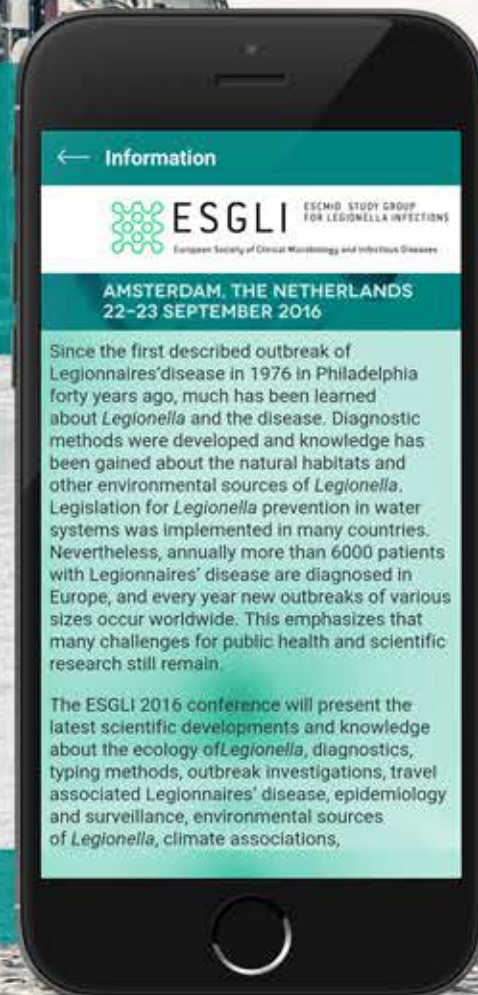 Information
ESGLI
ESCMID STUDY GROUP
FOR LEGIONELLA INFECTIONS
European Society of Clinical Microbiology and Infectious Diseases
AMSTERDAM, THE NETHERLANDS
22-23 SEPTEMBER 2016
Since the first described outbreak of
Legionnaires'disease in 1976 in Philadelphia
forty years ago, much has been learned
about Legionella and the disease. Diagnostic
methods were developed and knowledge has
been gained about the natural habitats and
other environmental sources of Legionella.
Legislation for Legionella prevention in water
systems was implemented in many countries.
Nevertheless, annually more than 6000 patients
with Legionnaires' disease are diagnosed in
Europe, and every year new outbreaks of various
sizes occur worldwide. This emphasizes that
many challenges for public health and scientific
research still remain.
The ESGLI 2016 conference will present the
latest scientific developments and knowledge
about the ecology ofLegionella, diagnostics,
typing methods, outbreak investigations, travel
associated Legionnaires' disease, epidemiology
and surveillance, environmental sources
of Legionella, climate associations,